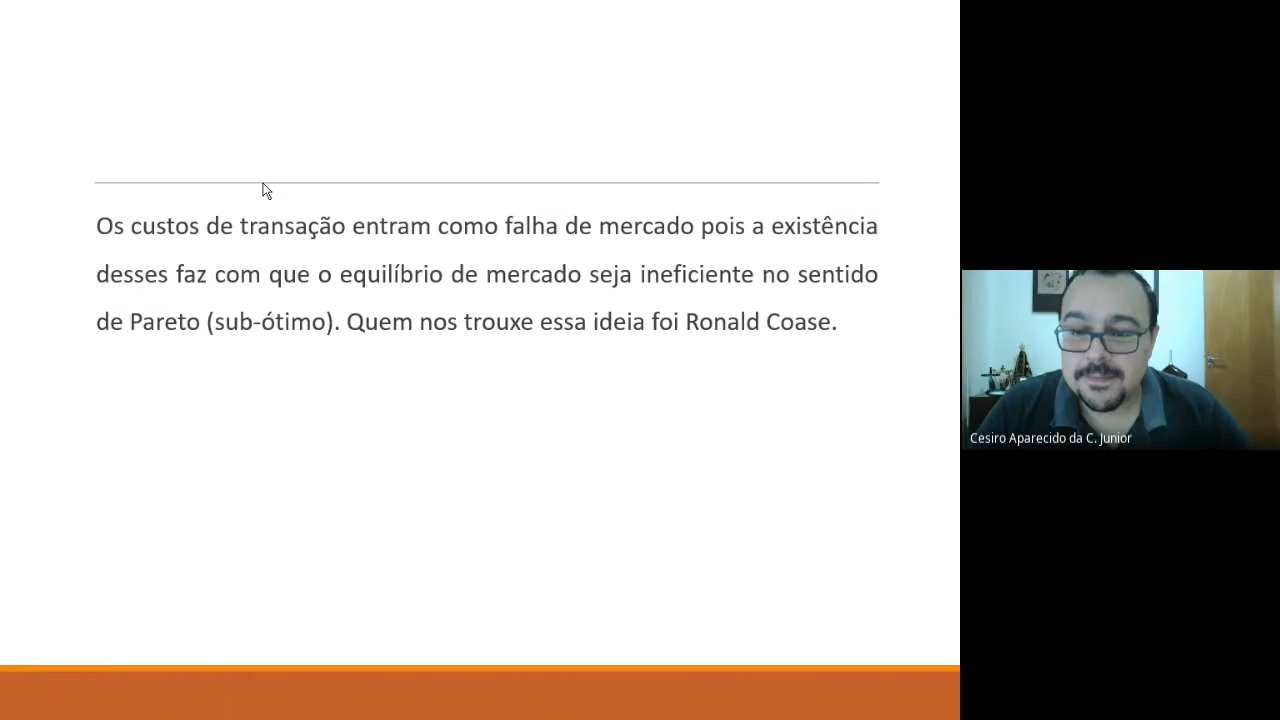 Os custos de transação entram como falha de mercado pois a existência
desses faz com que o equilíbrio de mercado seja ineficiente no sentido
de Pareto (sub-ótimo). Quem nos trouxe essa ideia foi Ronald Coase.
Cesiro Aparecido da C. Junior